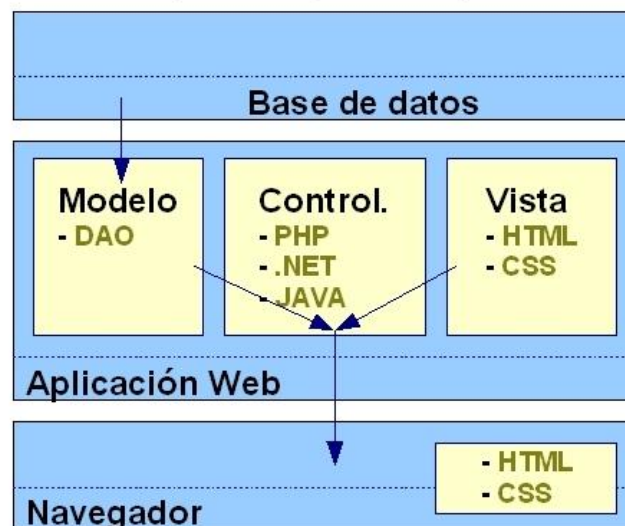 Base de datos
Modelo
- DAO
Control.
- PHP
- .NET
- JAVA
Vista
- HTML
- CSS
Aplicación Web
- HTML
- CSS
Navegador